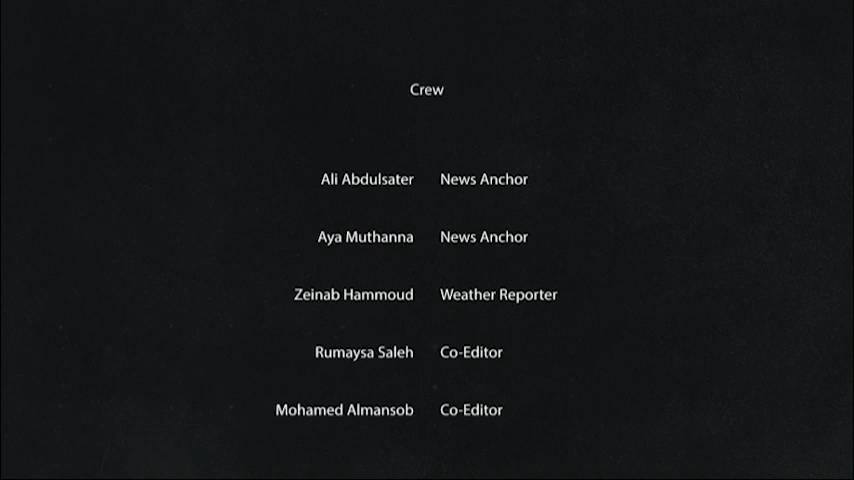 Crew
Ali Abdulsater News Anchor
Aya Muthanna News Anchor
Zeinab Hammoud Weather Reporter
Rumaysa Saleh Co-Editor
Mohamed Almansob Co-Editor